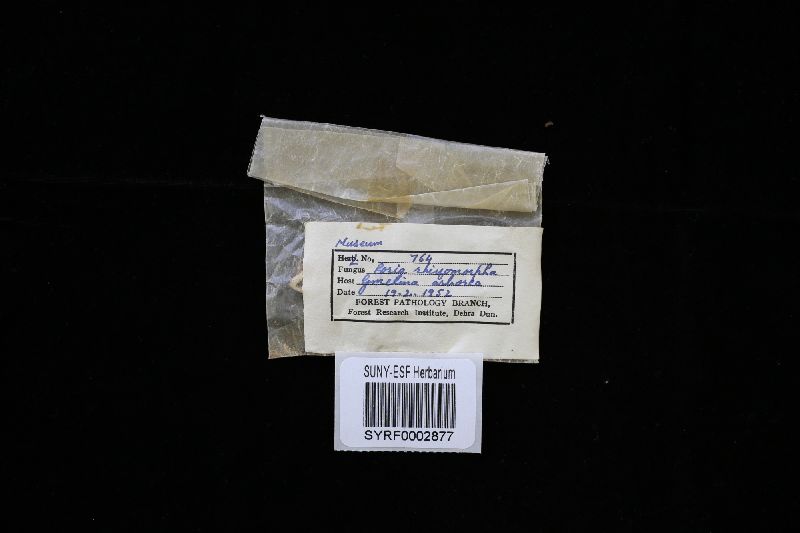 Museum
Herb. No. 764
Fungus Poria rhizomorpha
Host Gmelina arborea
Date 19-2-1952
FOREST PATHOLOGY BRANCH,
Forest Research Institute, Dehra Dun.
SUNY-ESF Herbarium
SYRF0002877